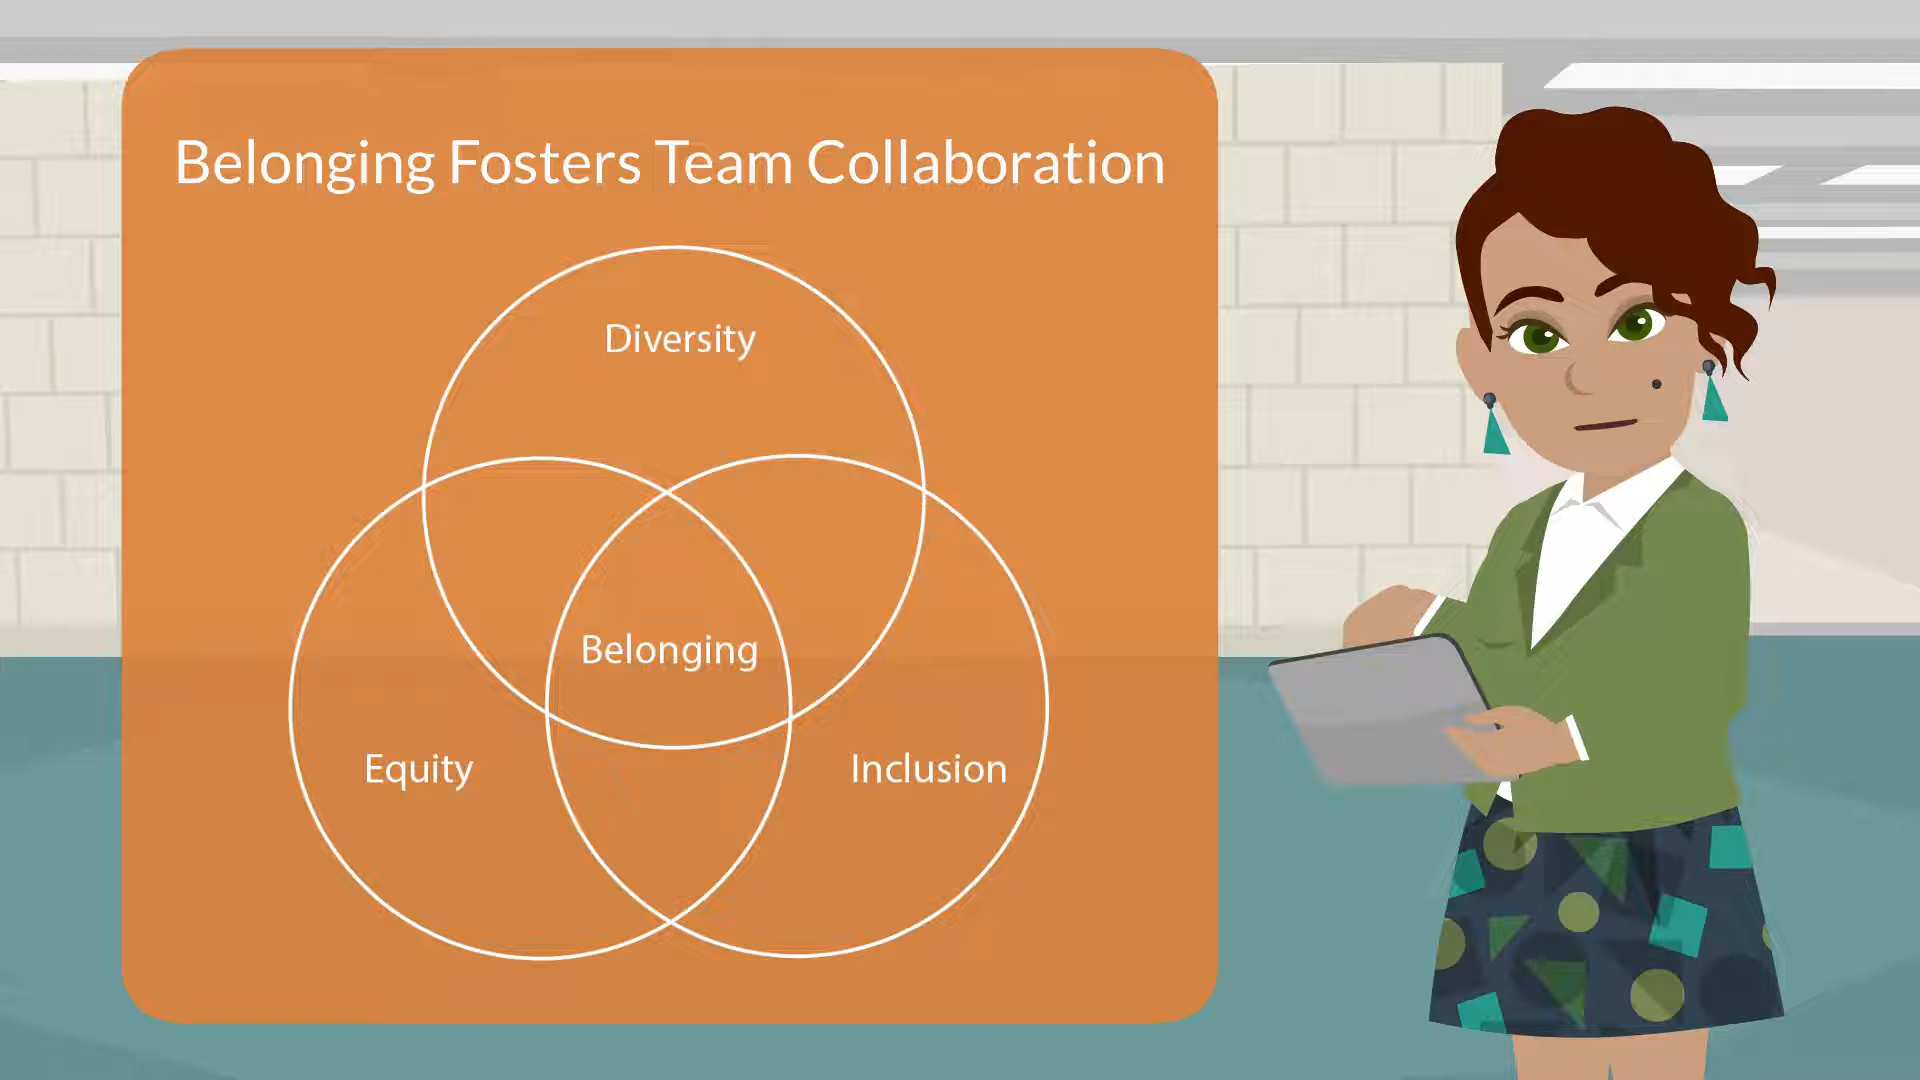 Belonging Fosters Team Collaboration
Diversity
Belonging
Equity
Inclusion